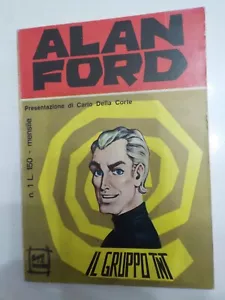 ALAN
FORD
Presentazione di Carlo Della Corte
n. 1 L. 150 - mensile
IL GRUPPO TNT